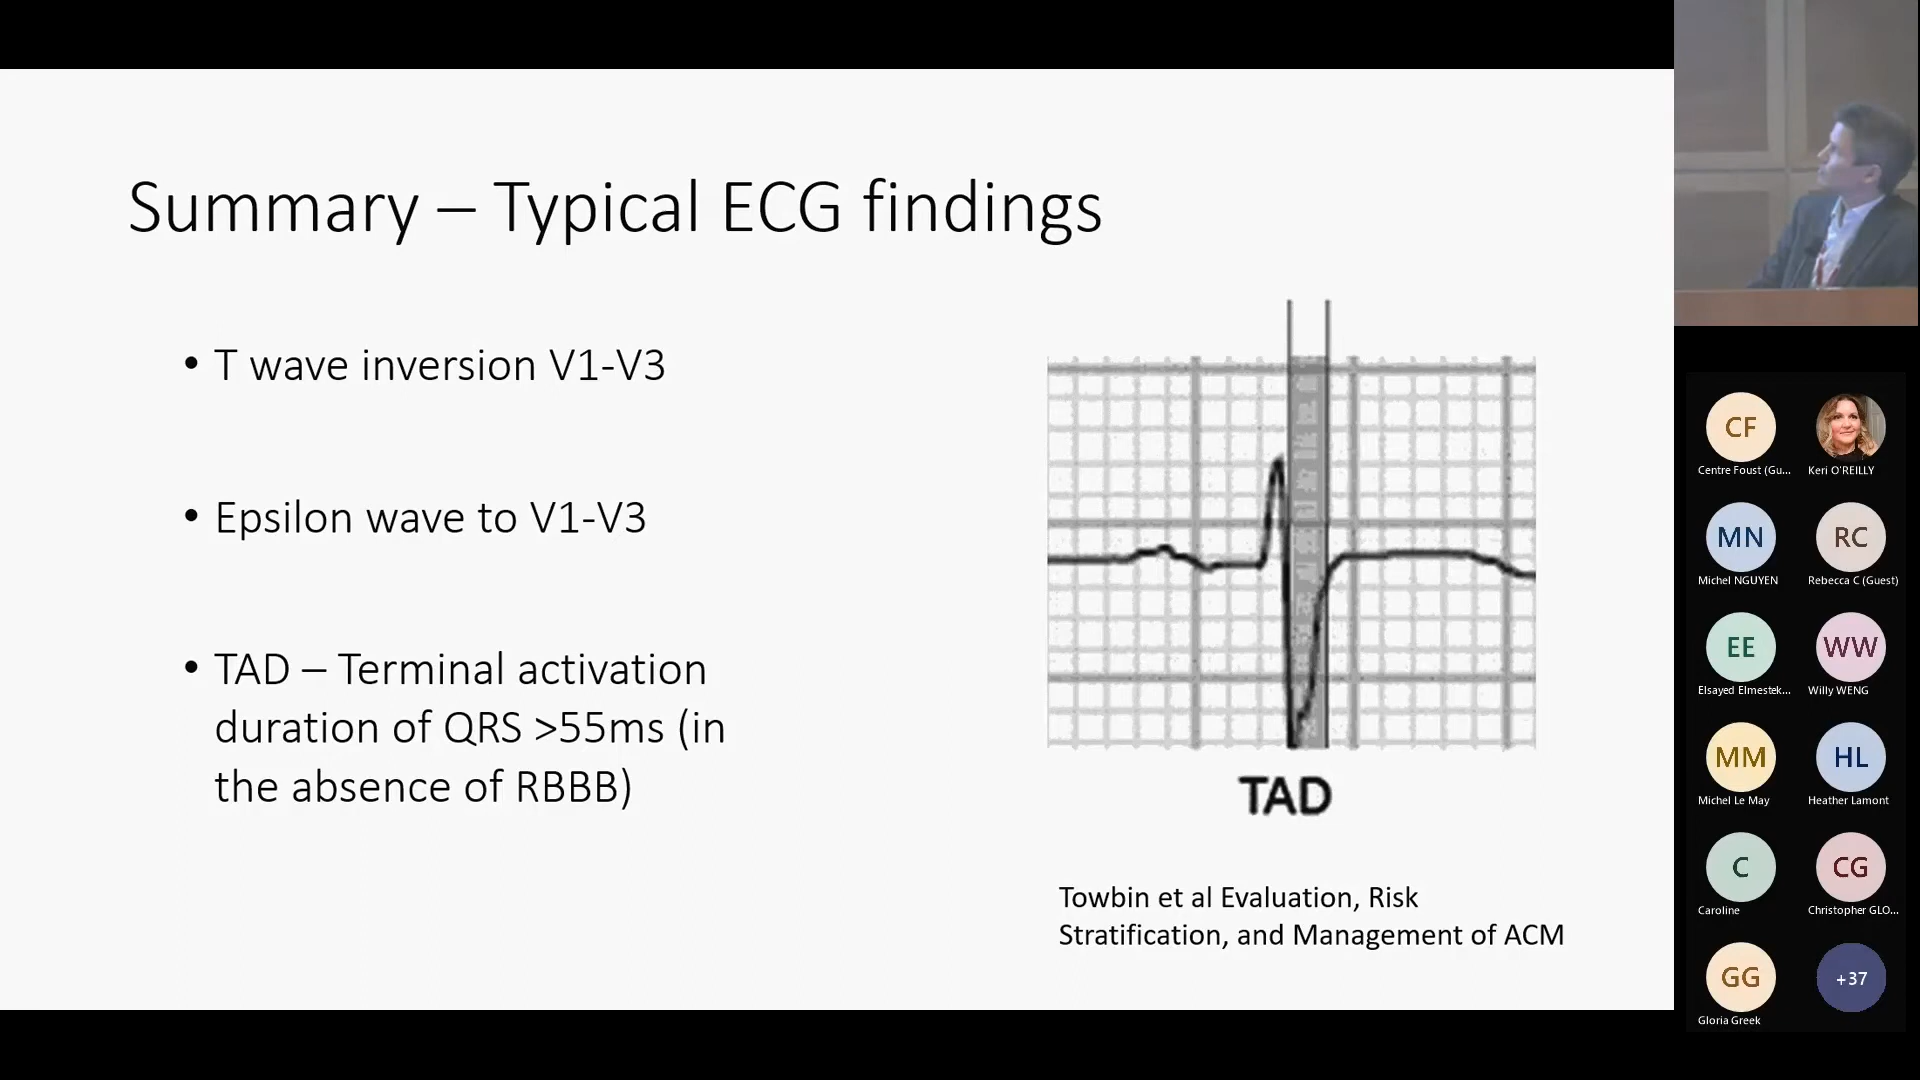 Summary – Typical ECG findings
• T wave inversion V1-V3
• Epsilon wave to V1-V3
• TAD – Terminal activation
duration of QRS >55ms (in
the absence of RBBB)
TAD
Towbin et al Evaluation, Risk
Stratification, and Management of ACM
CF
Centre Foust (Gu...
Keri O'REILLY
MN
Michel NGUYEN
RC
Rebecca C (Guest)
EE
Elsayed Elmestek...
WW
Willy WENG
MM
Michel Le May
HL
Heather Lamont
C
Caroline
CG
Christopher GLO...
GG
Gloria Greek
+37